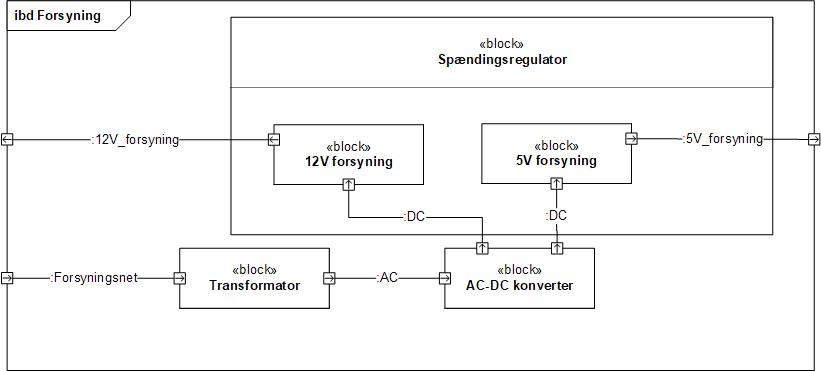 ibd Forsyning
«block»
Spændingsregulator
:12V_forsyning
«block»
12V forsyning
«block»
5V forsyning
:5V_forsyning
:DC
:DC
:Forsyningsnet
«block»
Transformator
:AC
«block»
AC-DC konverter